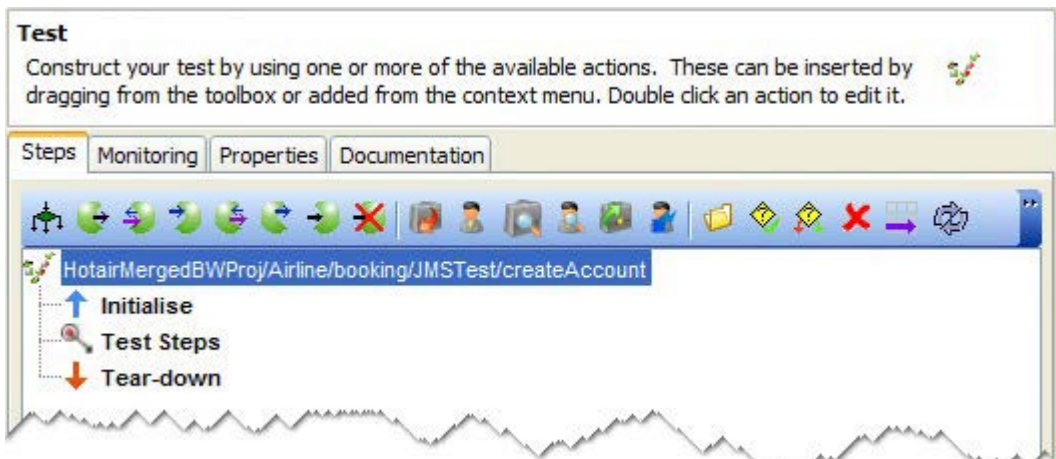 Test
Construct your test by using one or more of the available actions. These can be inserted by
dragging from the toolbox or added from the context menu. Double click an action to edit it.
Steps Monitoring Properties Documentation
HotairMergedBWProj/Airline/booking/JMSTest/createAccount
Initialise
Test Steps
Tear-down